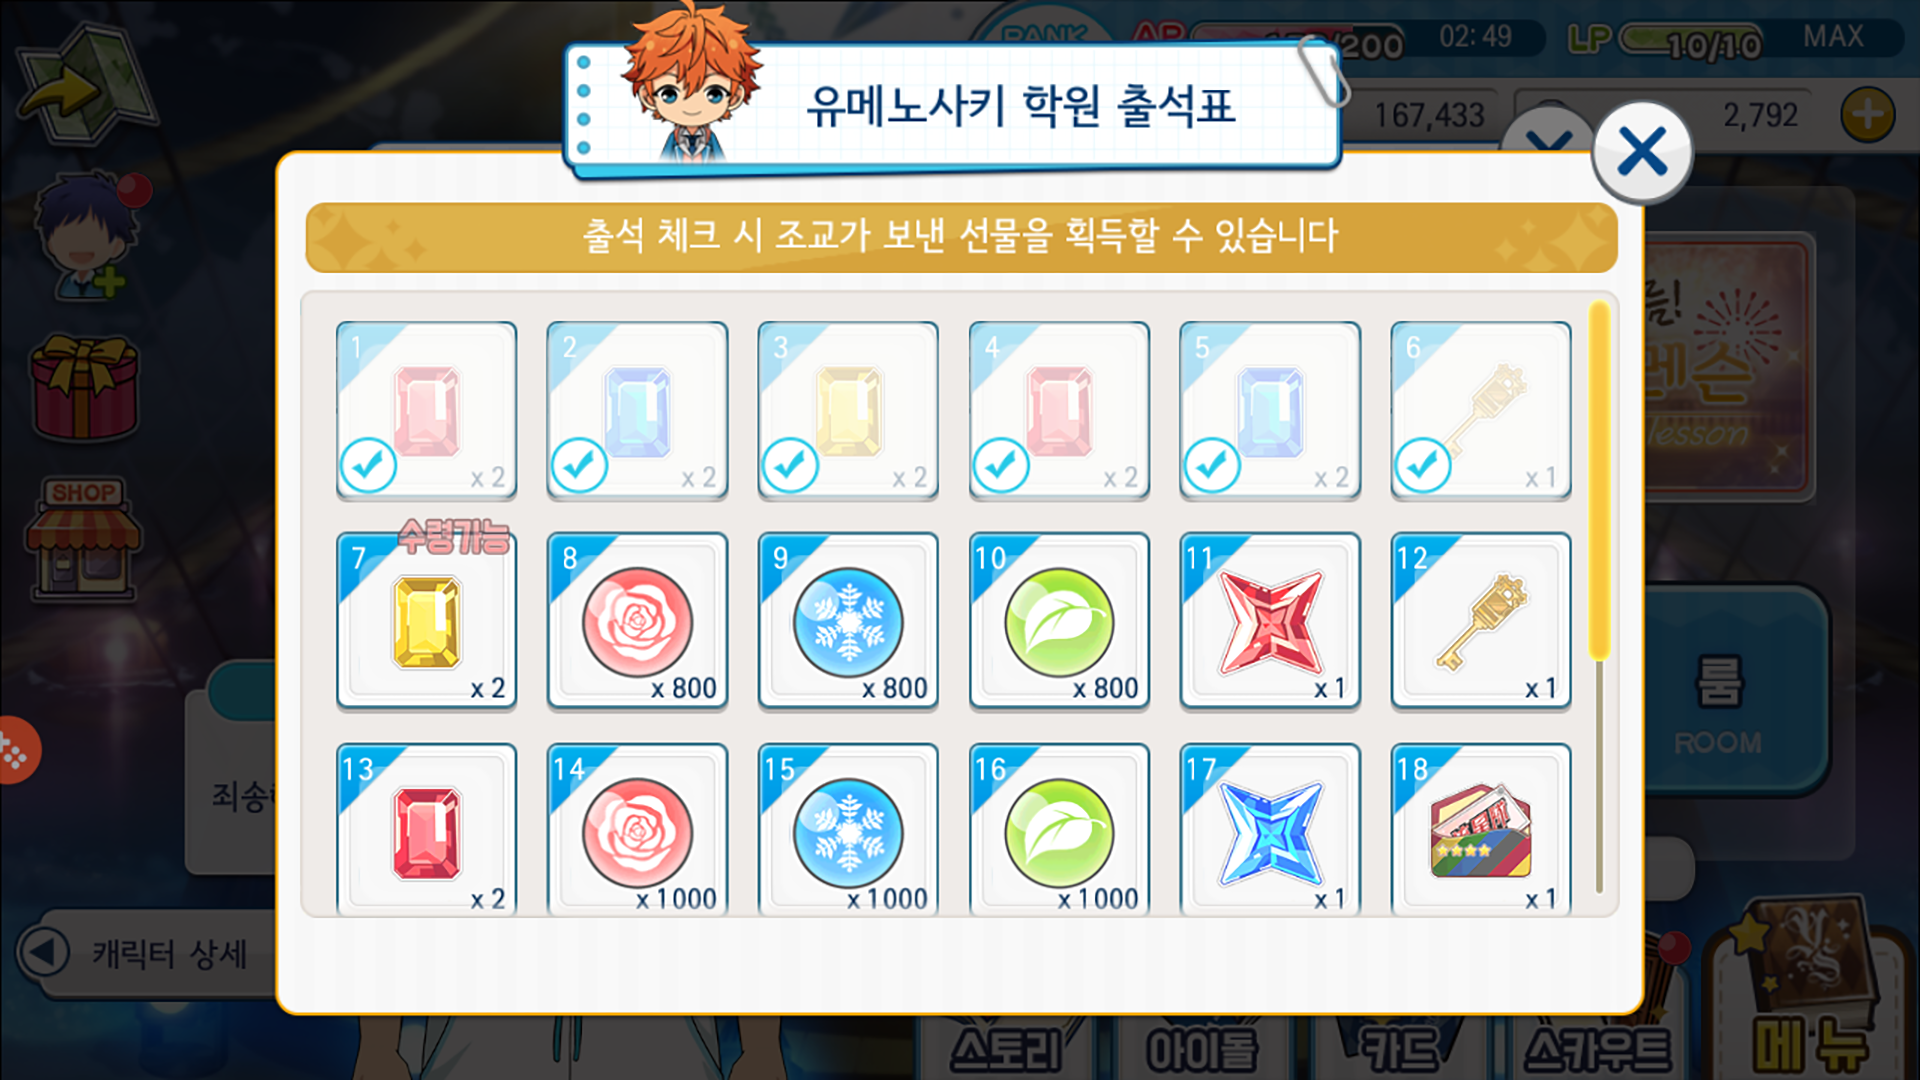 RANK AP /200 02:49 LP 10/10 MAX
유메노사키 학원 출석표
167,433 2,792
출석 체크 시 조교가 보낸 선물을 획득할 수 있습니다
1 2 3 4 5 6
x 2 x 2 x 2 x 2 x 2 x 1
lesson
SHOP
수령가능
7 8 9 10 11 12
x 2 x 800 x 800 x 800 x 1 x 1
룸
ROOM
13 14 15 16 17 18
죄송
x 2 x 1000 x 1000 x 1000 x 1 x 1
캐릭터 상세
스토리 아이돌 카드 스카우트 메뉴